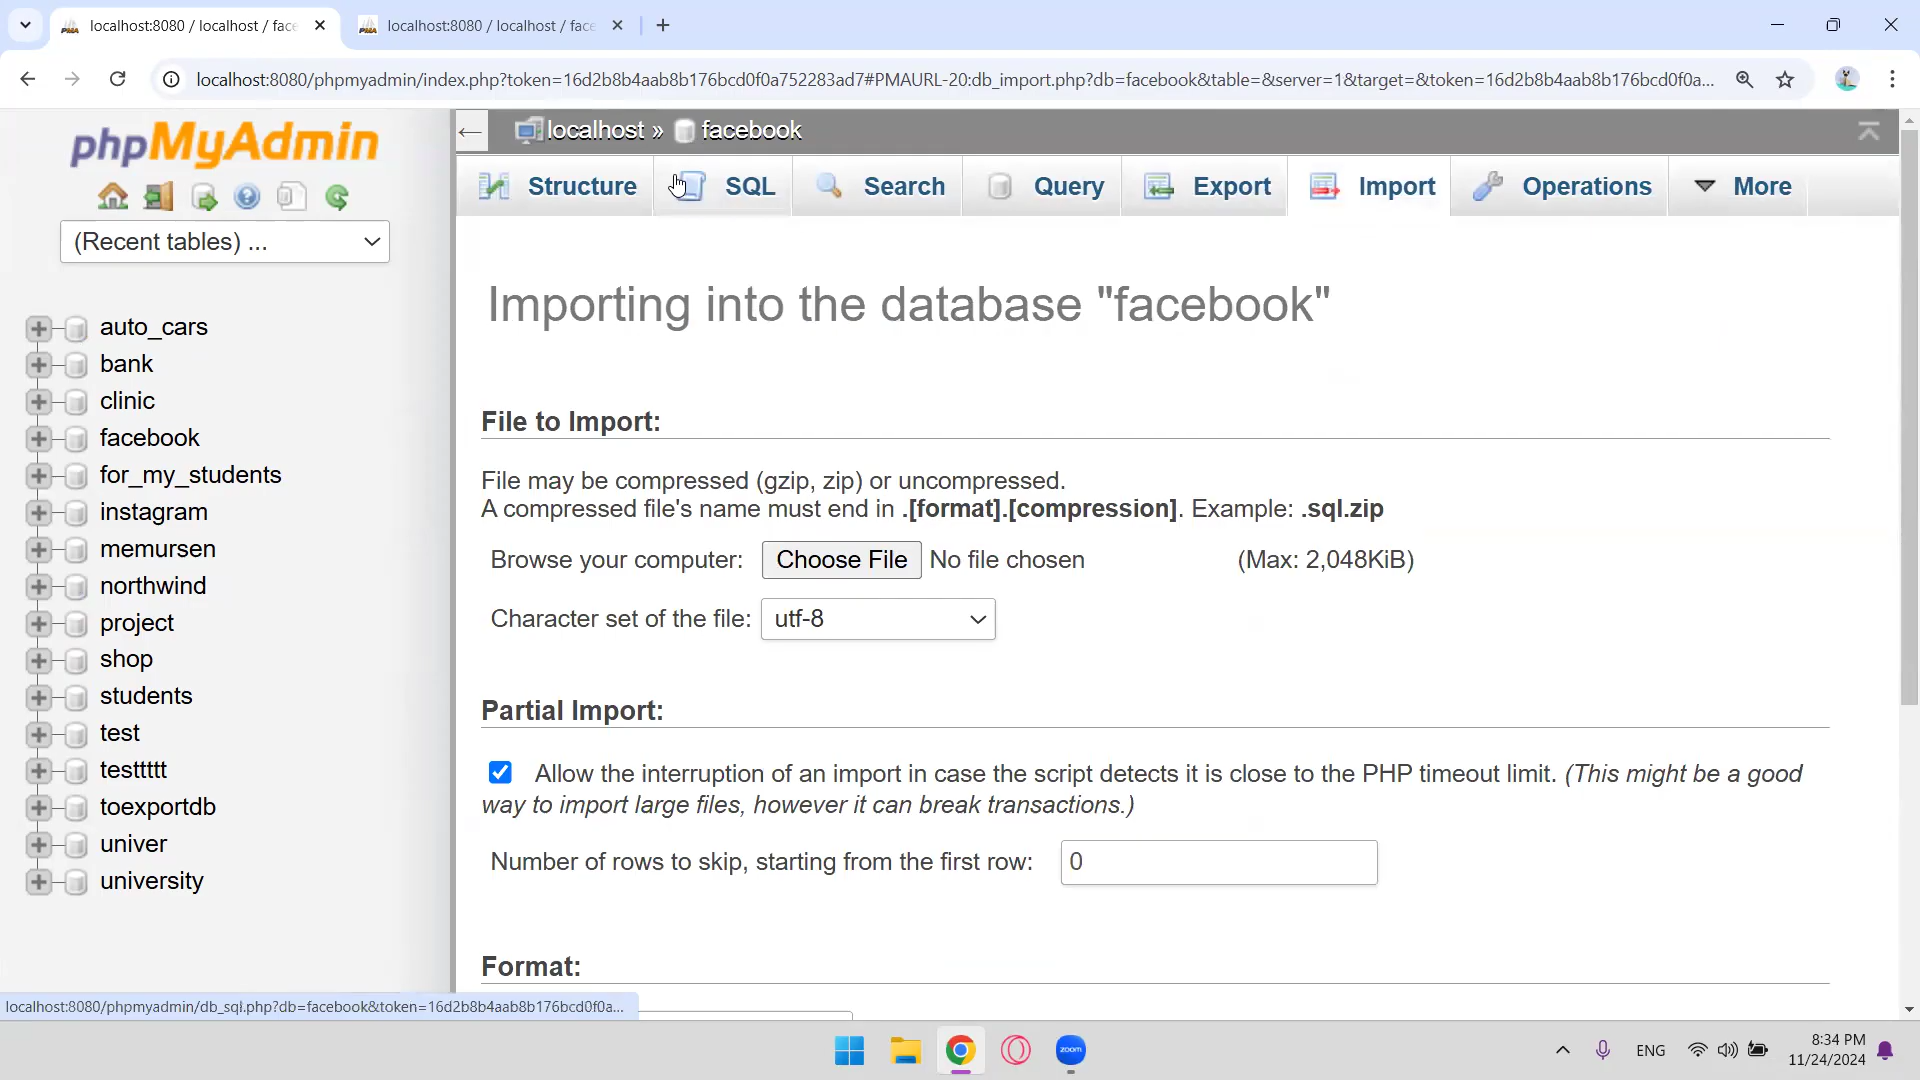 localhost:8080 / localhost / face
localhost:8080 / localhost / face
localhost:8080/phpmyadmin/index.php?token=16d2b8b4aab8b176bcd0f0a752283ad7#PMAURL-20:db_import.php?db=facebook&table=&server=1&target=&token=16d2b8b4aab8b176bcd0f0a...
phpMyAdmin
(Recent tables) ...
auto_cars
bank
clinic
facebook
for_my_students
instagram
memursen
northwind
project
shop
students
test
testtttt
toexportdb
univer
university
localhost » facebook
Structure SQL Search Query Export Import Operations More
Importing into the database "facebook"
File to Import:
File may be compressed (gzip, zip) or uncompressed.
A compressed file's name must end in .[format].[compression]. Example: .sql.zip
Browse your computer: Choose File No file chosen (Max: 2,048KiB)
Character set of the file: utf-8
Partial Import:
Allow the interruption of an import in case the script detects it is close to the PHP timeout limit. (This might be a good
way to import large files, however it can break transactions.)
Number of rows to skip, starting from the first row: 0
Format:
localhost:8080/phpmyadmin/db_sql.php?db=facebook&token=16d2b8b4aab8b176bcd0f0a...
zoom
ENG
8:34 PM
11/24/2024